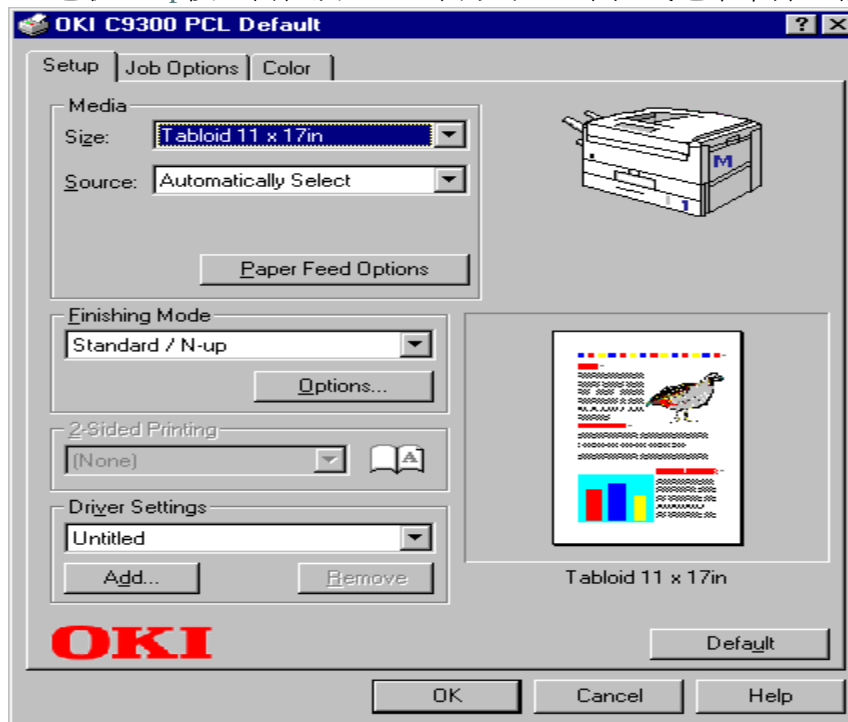 OKI C9300 PCL Default
Setup
Job Options
Color
Media
Size: Tabloid 11 x 17in
Source: Automatically Select
Paper Feed Options
M
1
Finishing Mode
Standard / N-up
Options...
2-Sided Printing
(None)
A
Driver Settings
Untitled
Add...
Remove
Tabloid 11 x 17in
OKI
Default
OK
Cancel
Help